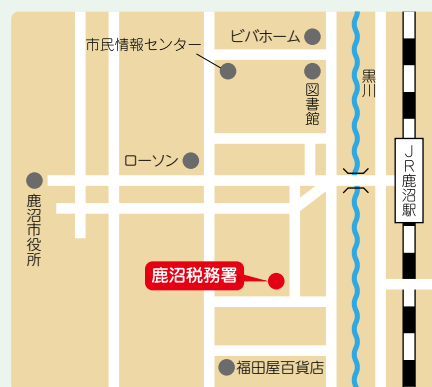 ビバホーム
市民情報センター
黒川
図書館
JR鹿沼駅
ローソン
鹿沼市役所
鹿沼税務署
福田屋百貨店